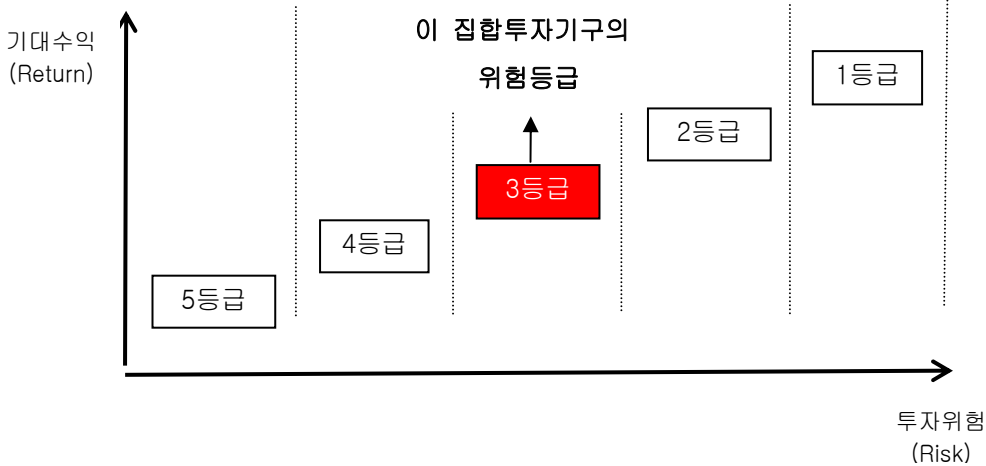 기대수익
(Return)
이 집합투자기구의
위험등급
1등급
2등급
3등급
4등급
5등급
투자위험
(Risk)